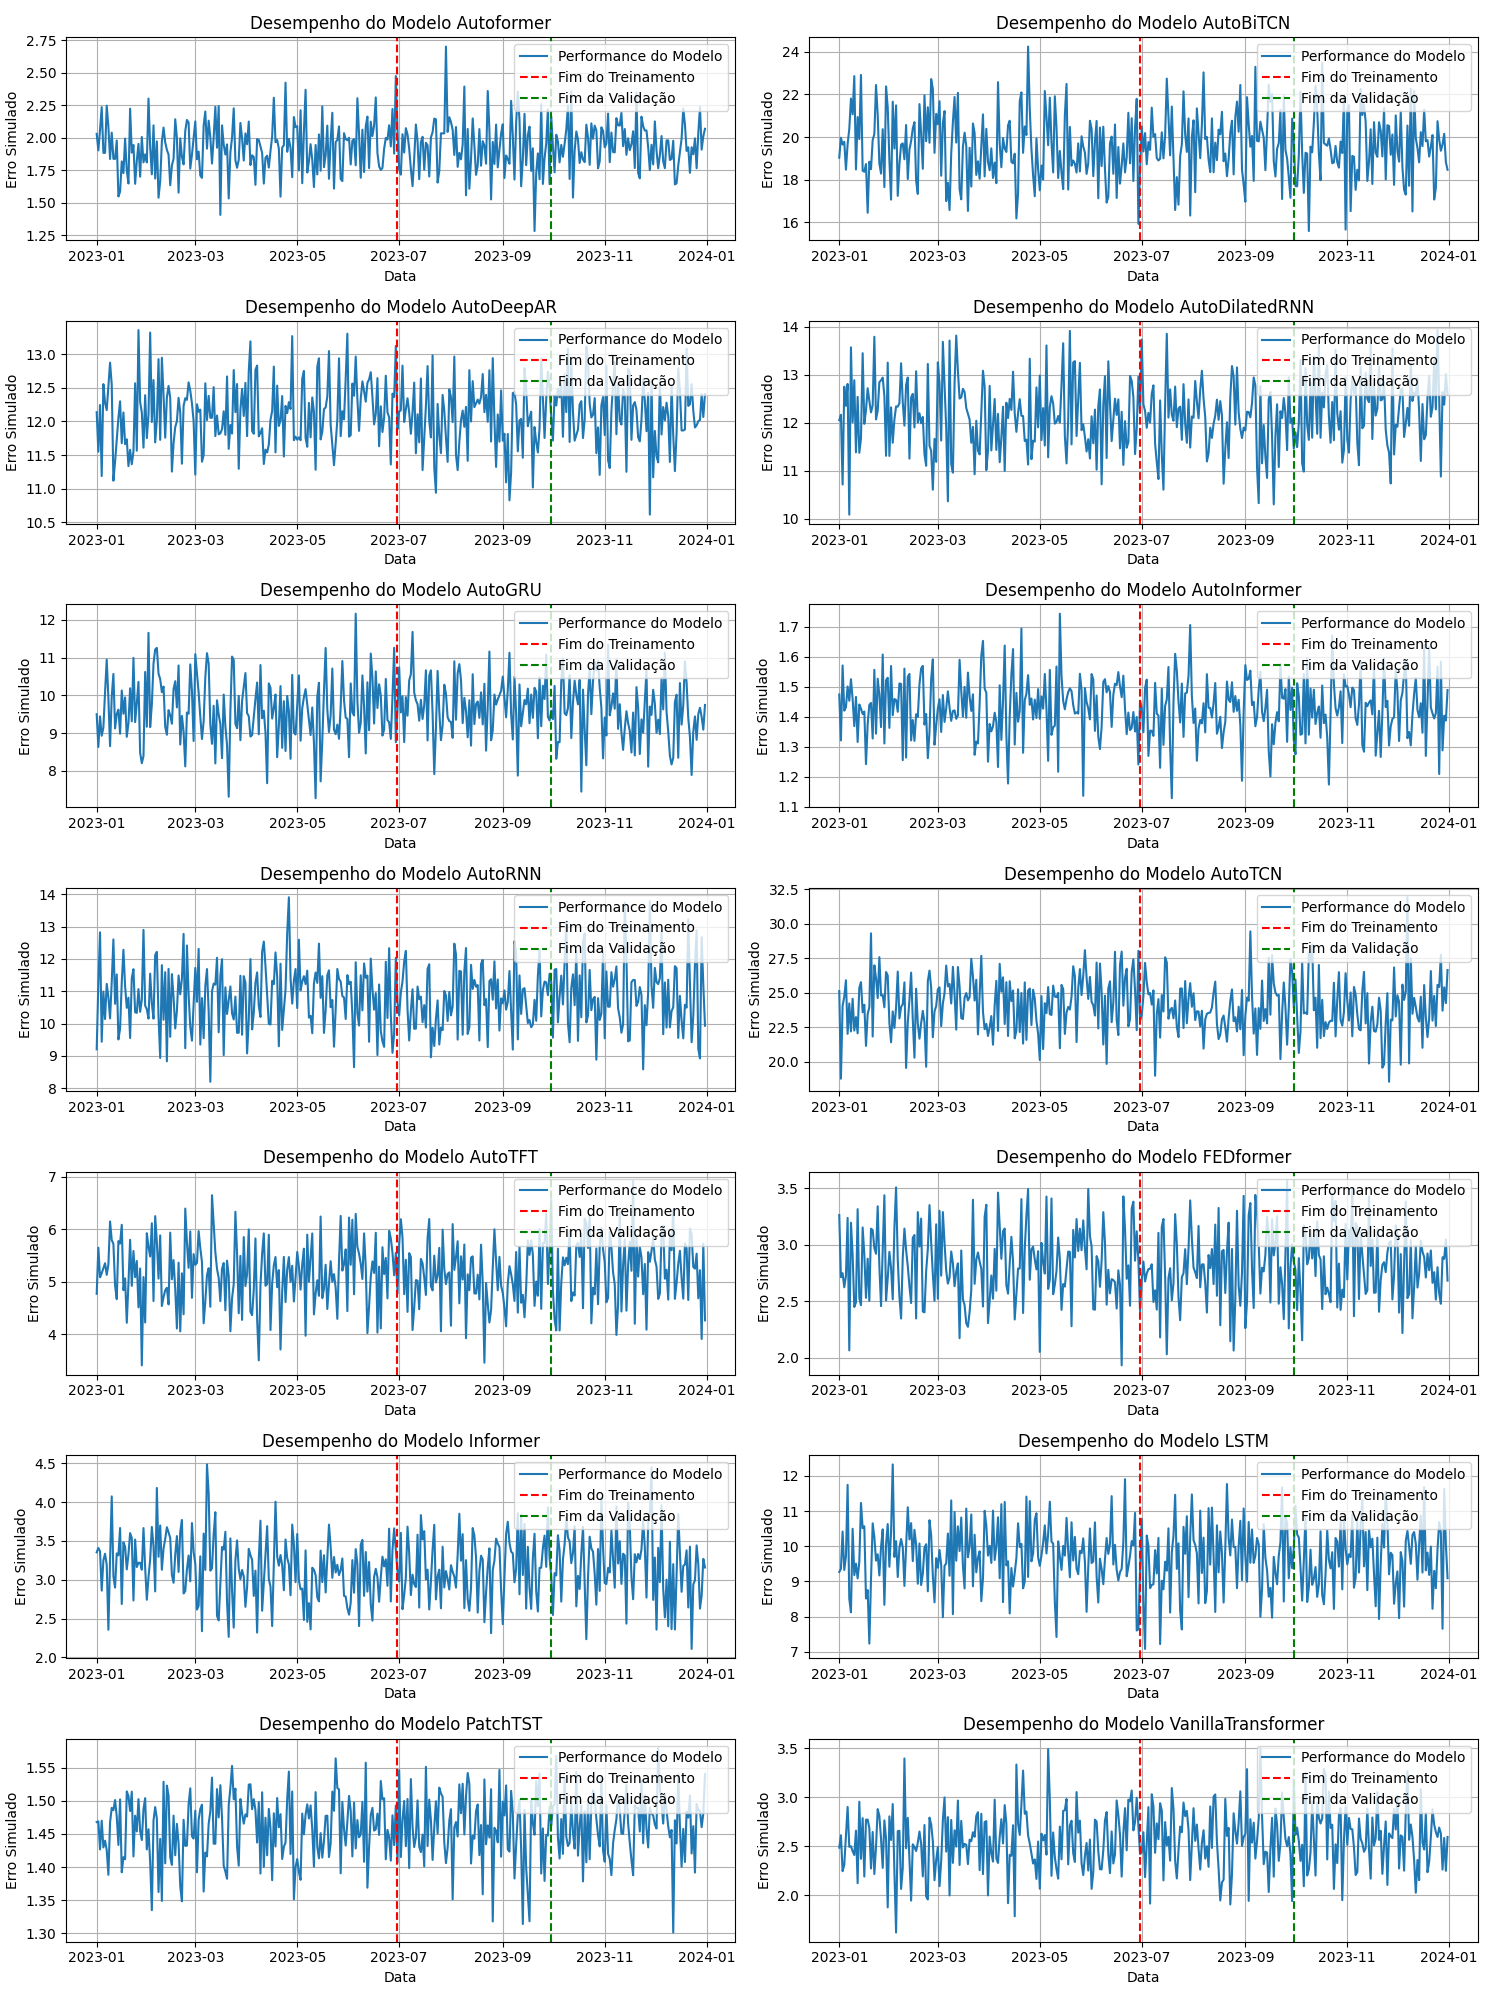 Desempenho do Modelo Autoformer
Erro Simulado
2.75
2.50
2.25
2.00
1.75
1.50
1.25
Performance do Modelo
Fim do Treinamento
Fim da Validação
2023-01 2023-03 2023-05 2023-07 2023-09 2023-11 2024-01
Data
Desempenho do Modelo AutoBiTCN
Erro Simulado
24
22
20
18
16
Performance do Modelo
Fim do Treinamento
Fim da Validação
2023-01 2023-03 2023-05 2023-07 2023-09 2023-11 2024-01
Data
Desempenho do Modelo AutoDeepAR
Erro Simulado
13.0
12.5
12.0
11.5
11.0
10.5
Performance do Modelo
Fim do Treinamento
Fim da Validação
2023-01 2023-03 2023-05 2023-07 2023-09 2023-11 2024-01
Data
Desempenho do Modelo AutoDilatedRNN
Erro Simulado
14
13
12
11
10
Performance do Modelo
Fim do Treinamento
Fim da Validação
2023-01 2023-03 2023-05 2023-07 2023-09 2023-11 2024-01
Data
Desempenho do Modelo AutoGRU
Erro Simulado
12
11
10
9
8
Performance do Modelo
Fim do Treinamento
Fim da Validação
2023-01 2023-03 2023-05 2023-07 2023-09 2023-11 2024-01
Data
Desempenho do Modelo AutoInformer
Erro Simulado
1.7
1.6
1.5
1.4
1.3
1.2
1.1
Performance do Modelo
Fim do Treinamento
Fim da Validação
2023-01 2023-03 2023-05 2023-07 2023-09 2023-11 2024-01
Data
Desempenho do Modelo AutoRNN
Erro Simulado
14
13
12
11
10
9
8
Performance do Modelo
Fim do Treinamento
Fim da Validação
2023-01 2023-03 2023-05 2023-07 2023-09 2023-11 2024-01
Data
Desempenho do Modelo AutoTCN
Erro Simulado
32.5
30.0
27.5
25.0
22.5
20.0
Performance do Modelo
Fim do Treinamento
Fim da Validação
2023-01 2023-03 2023-05 2023-07 2023-09 2023-11 2024-01
Data
Desempenho do Modelo AutoTFT
Erro Simulado
7
6
5
4
Performance do Modelo
Fim do Treinamento
Fim da Validação
2023-01 2023-03 2023-05 2023-07 2023-09 2023-11 2024-01
Data
Desempenho do Modelo FEDformer
Erro Simulado
3.5
3.0
2.5
2.0
Performance do Modelo
Fim do Treinamento
Fim da Validação
2023-01 2023-03 2023-05 2023-07 2023-09 2023-11 2024-01
Data
Desempenho do Modelo Informer
Erro Simulado
4.5
4.0
3.5
3.0
2.5
2.0
Performance do Modelo
Fim do Treinamento
Fim da Validação
2023-01 2023-03 2023-05 2023-07 2023-09 2023-11 2024-01
Data
Desempenho do Modelo LSTM
Erro Simulado
12
11
10
9
8
7
Performance do Modelo
Fim do Treinamento
Fim da Validação
2023-01 2023-03 2023-05 2023-07 2023-09 2023-11 2024-01
Data
Desempenho do Modelo PatchTST
Erro Simulado
1.55
1.50
1.45
1.40
1.35
1.30
Performance do Modelo
Fim do Treinamento
Fim da Validação
2023-01 2023-03 2023-05 2023-07 2023-09 2023-11 2024-01
Data
Desempenho do Modelo VanillaTransformer
Erro Simulado
3.5
3.0
2.5
2.0
Performance do Modelo
Fim do Treinamento
Fim da Validação
2023-01 2023-03 2023-05 2023-07 2023-09 2023-11 2024-01
Data